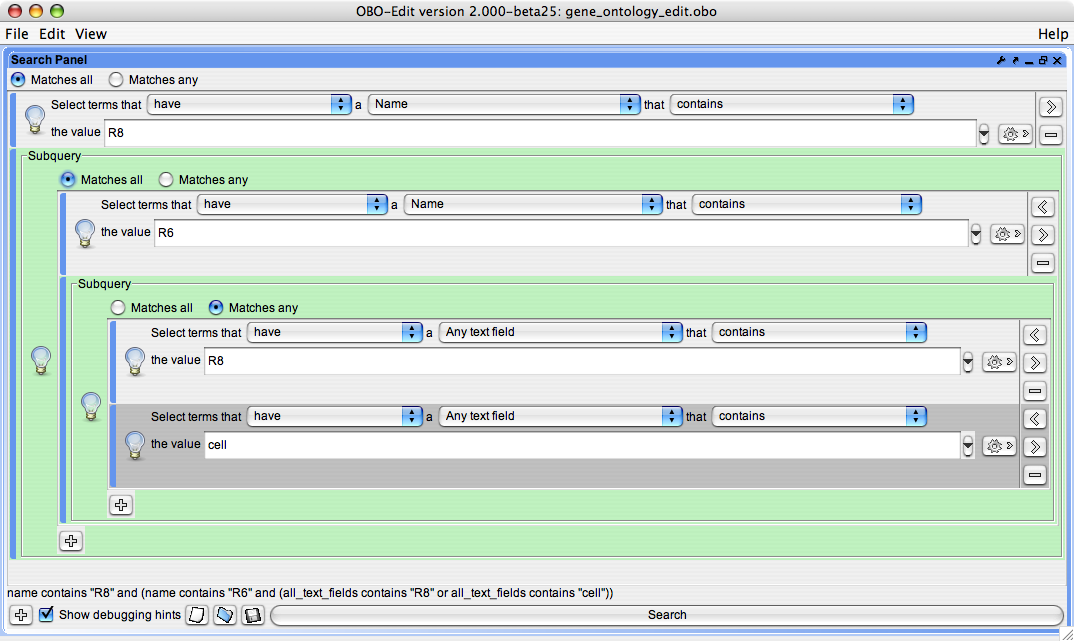 OBO-Edit version 2.000-beta25: gene_ontology_edit.obo
File Edit View Help
Search Panel
Matches all Matches any
Select terms that have a Name that contains
the value R8
Subquery
Matches all Matches any
Select terms that have a Name that contains
the value R6
Subquery
Matches all Matches any
Select terms that have a Any text field that contains
the value R8
Select terms that have a Any text field that contains
the value cell
name contains "R8" and (name contains "R6" and (all_text_fields contains "R8" or all_text_fields contains "cell"))
Show debugging hints Search